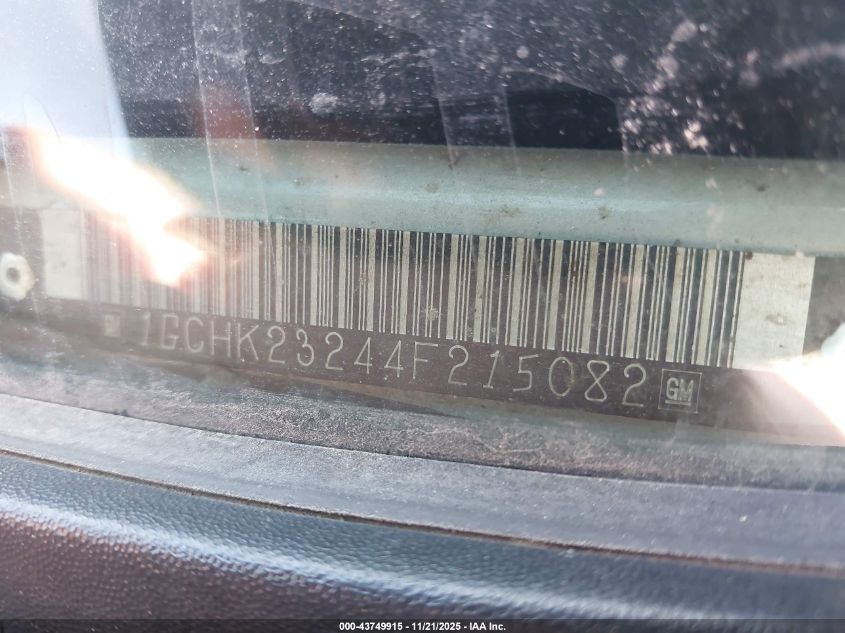 1GCHK23244F215082 GM
000-43749915 - 11/21/2025 - IAA Inc.